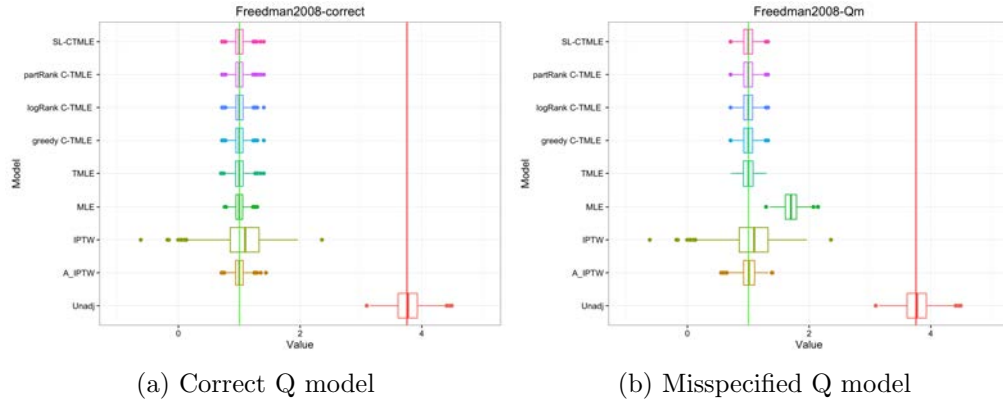 Freedman2008-correct
SL-CTMLE
partRank C-TMLE
logRank C-TMLE
greedy C-TMLE
TMLE
MLE
IPTW
A_IPTW
Unadj
Model
0 2 4
Value
(a) Correct Q model
Freedman2008-Qm
SL-CTMLE
partRank C-TMLE
logRank C-TMLE
greedy C-TMLE
TMLE
MLE
IPTW
A_IPTW
Unadj
Model
0 2 4
Value
(b) Misspecified Q model